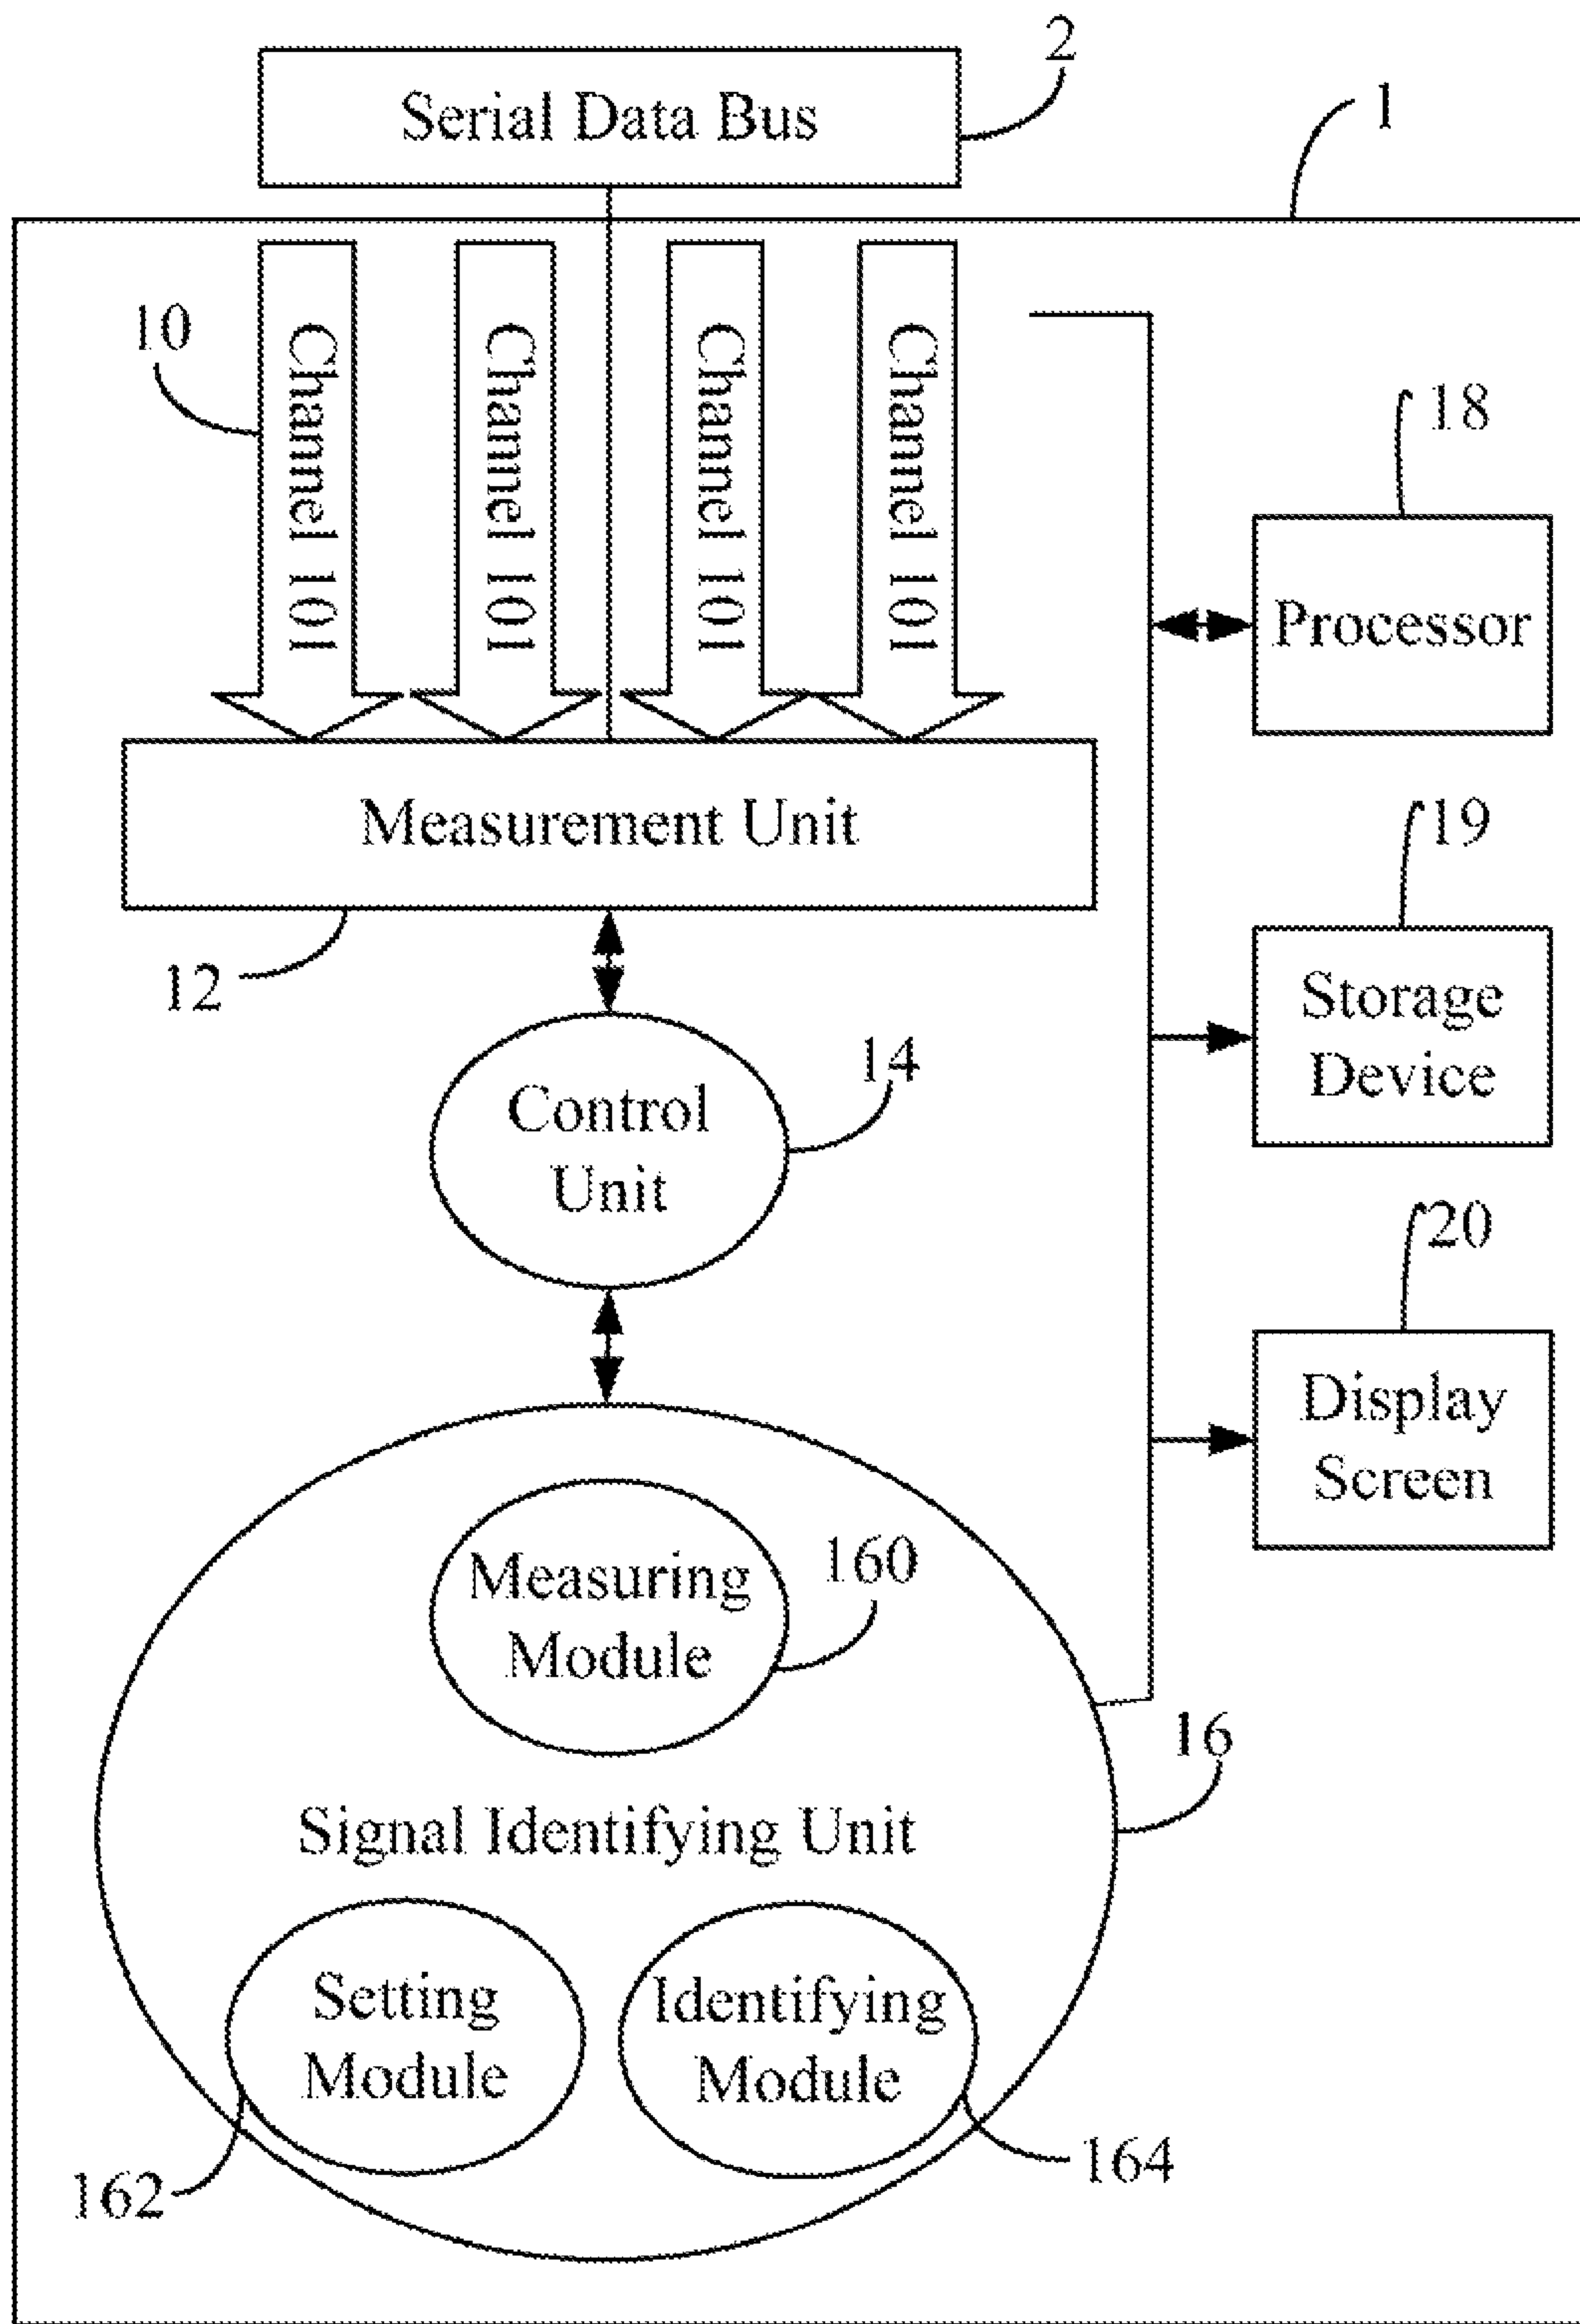 2
Serial Data Bus
1
10
Channel 101
Channel 101
Channel 101
Channel 101
18
Processor
Measurement Unit
12
19
Storage
Device
14
Control
Unit
20
Display
Screen
160
Measuring
Module
16
Signal Identifying Unit
Setting
Module
Identifying
Module
162
164